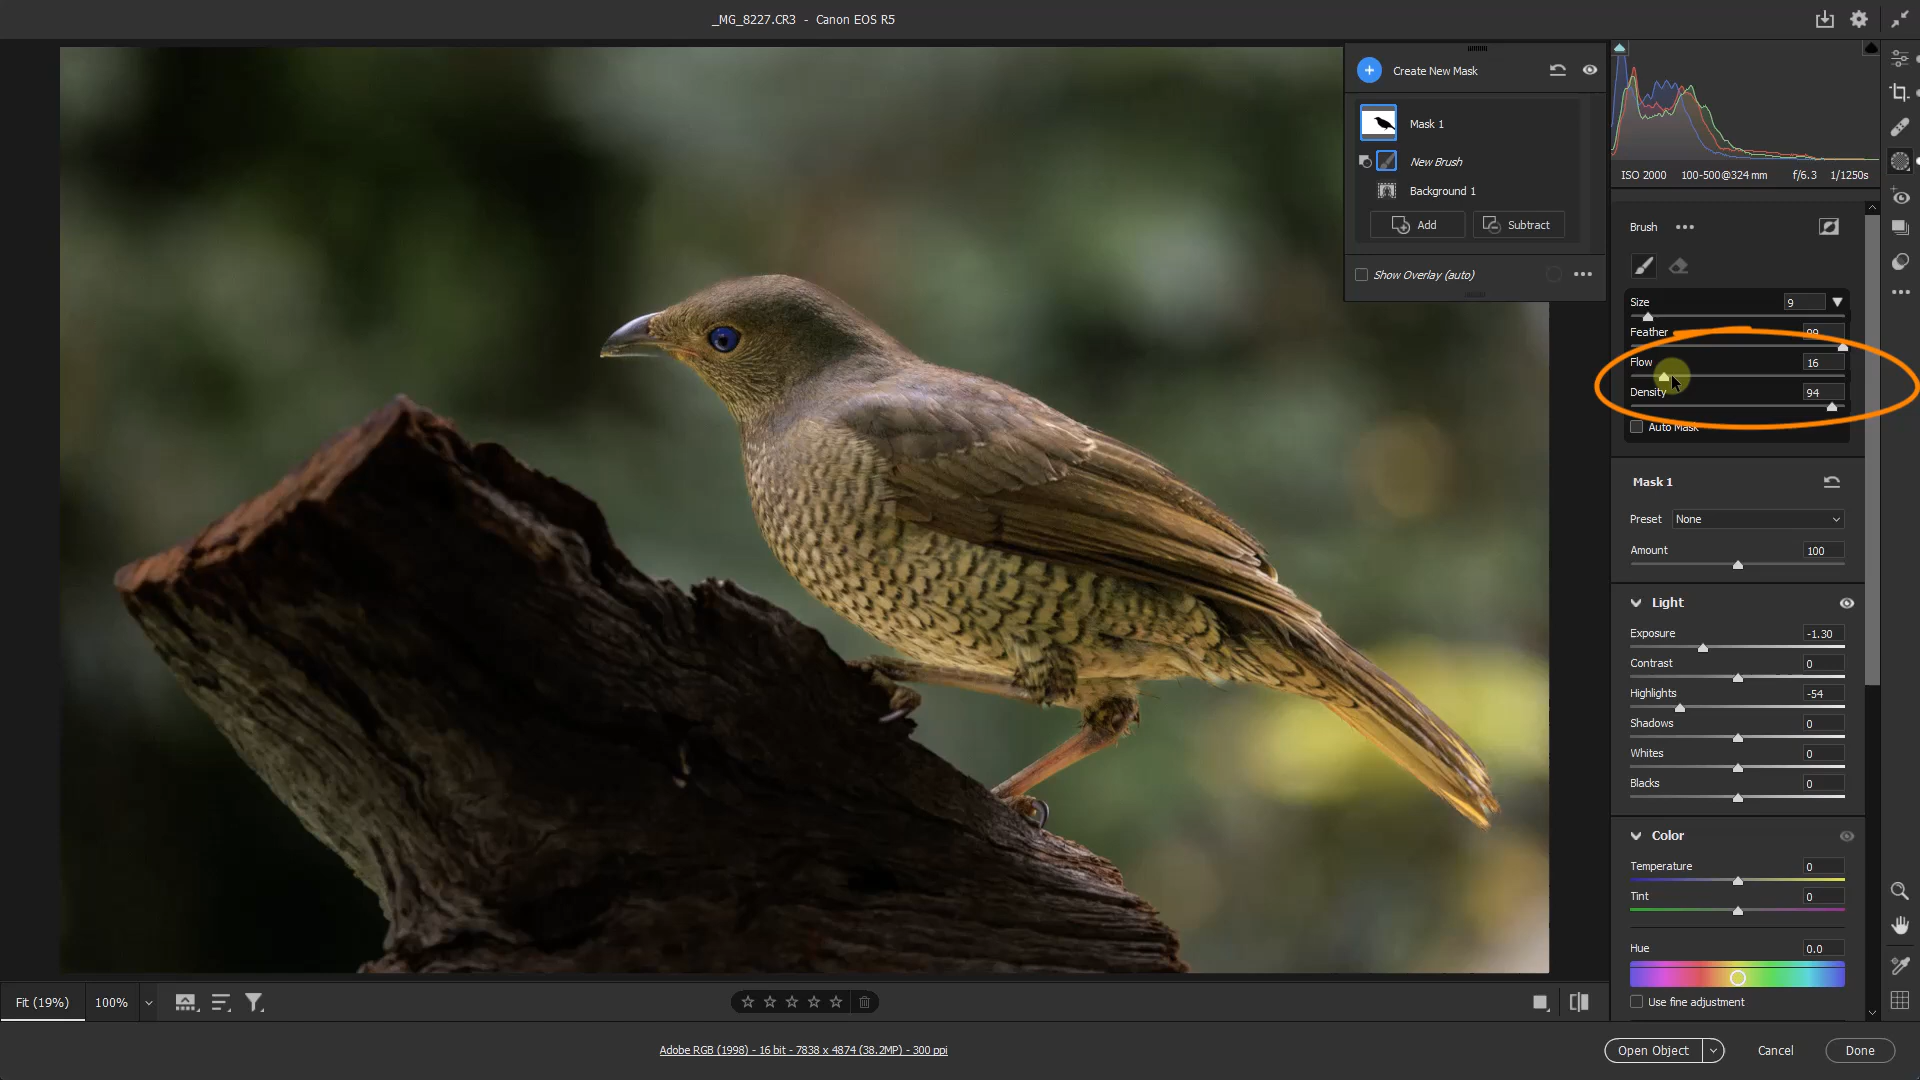 _MG_8227.CR3 - Canon EOS R5
Create New Mask
Mask 1
New Brush
Background 1
Add
Subtract
Show Overlay (auto)
ISO 2000 100-500@324 mm f/6.3 1/1250s
Brush
Size 9
Feather 99
Flow 16
Density 94
Auto Mask
Mask 1
Preset None
Amount 100
Light
Exposure -1.30
Contrast 0
Highlights -54
Shadows 0
Whites 0
Blacks 0
Color
Temperature 0
Tint 0
Hue 0.0
Use fine adjustment
Fit (19%) 100%
Adobe RGB (1998) - 16 bit - 7838 x 4874 (38.2MP) - 300 ppi
Open Object
Cancel
Done